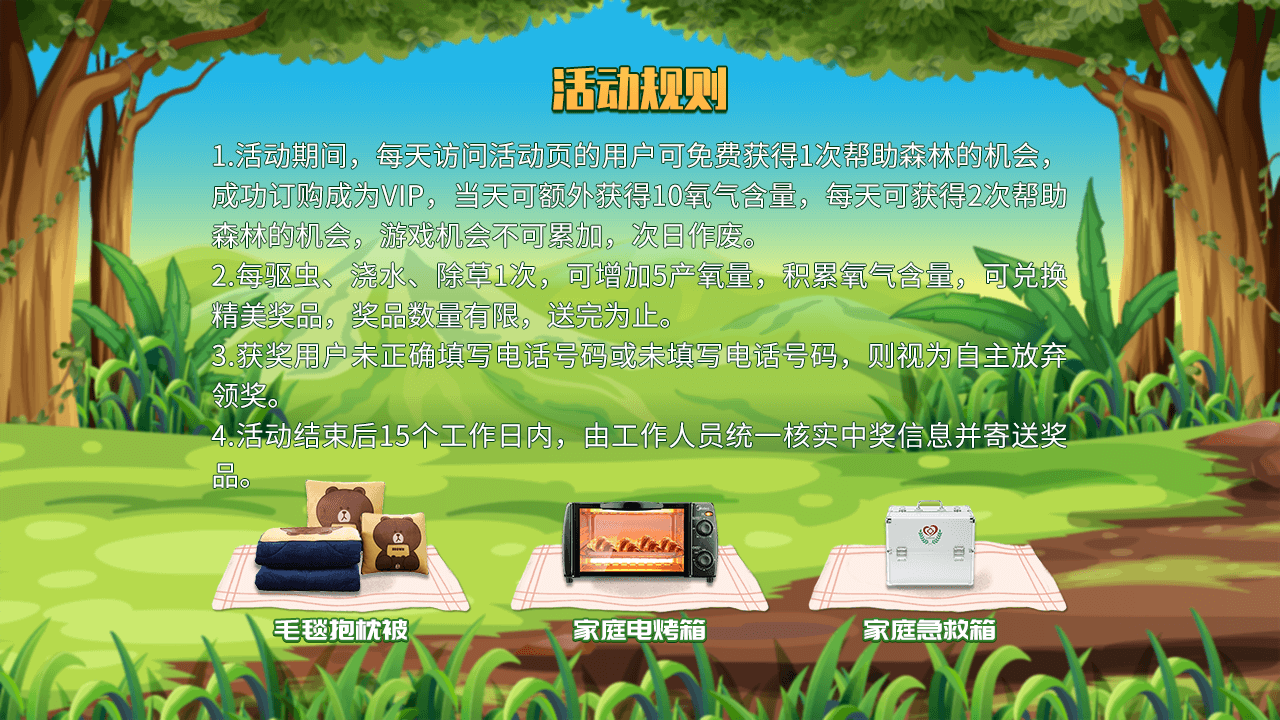 活动规则
1.活动期间，每天访问活动页的用户可免费获得1次帮助森林的机会，
成功订购成为VIP，当天可额外获得10氧气含量，每天可获得2次帮助
森林的机会，游戏机会不可累加，次日作废。
2.每驱虫、浇水、除草1次，可增加5产氧量，积累氧气含量，可兑换
精美奖品，奖品数量有限，送完为止。
3.获奖用户未正确填写电话号码或未填写电话号码，则视为自主放弃
领奖。
4.活动结束后15个工作日内，由工作人员统一核实中奖信息并寄送奖
品。
毛毯抱枕被
家庭电烤箱
家庭急救箱